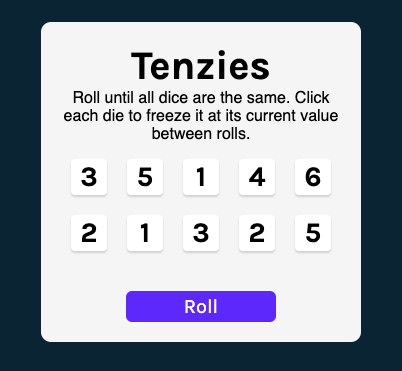 Tenzies
Roll until all dice are the same. Click
each die to freeze it at its current value
between rolls.
3 5 1 4 6
2 1 3 2 5
Roll